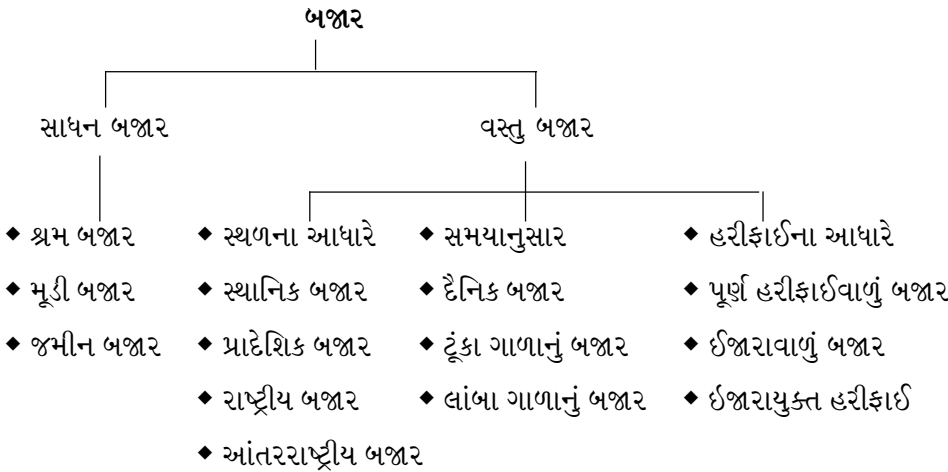 બજાર
સાધન બજાર વસ્તુ બજાર
◆ શ્રમ બજાર ◆ સ્થળના આધારે ◆ સમયાનુસાર ◆ હરીફાઈના આધારે
◆ મૂડી બજાર ◆ સ્થાનિક બજાર ◆ દૈનિક બજાર ◆ પૂર્ણ હરીફાઈવાળું બજાર
◆ જમીન બજાર ◆ પ્રાદેશિક બજાર ◆ ટૂંકા ગાળાનું બજાર ◆ ઈજારાવાળું બજાર
◆ રાષ્ટ્રીય બજાર ◆ લાંબા ગાળાનું બજાર ◆ ઇજારાયુક્ત હરીફાઈ
◆ આંતરરાષ્ટ્રીય બજાર